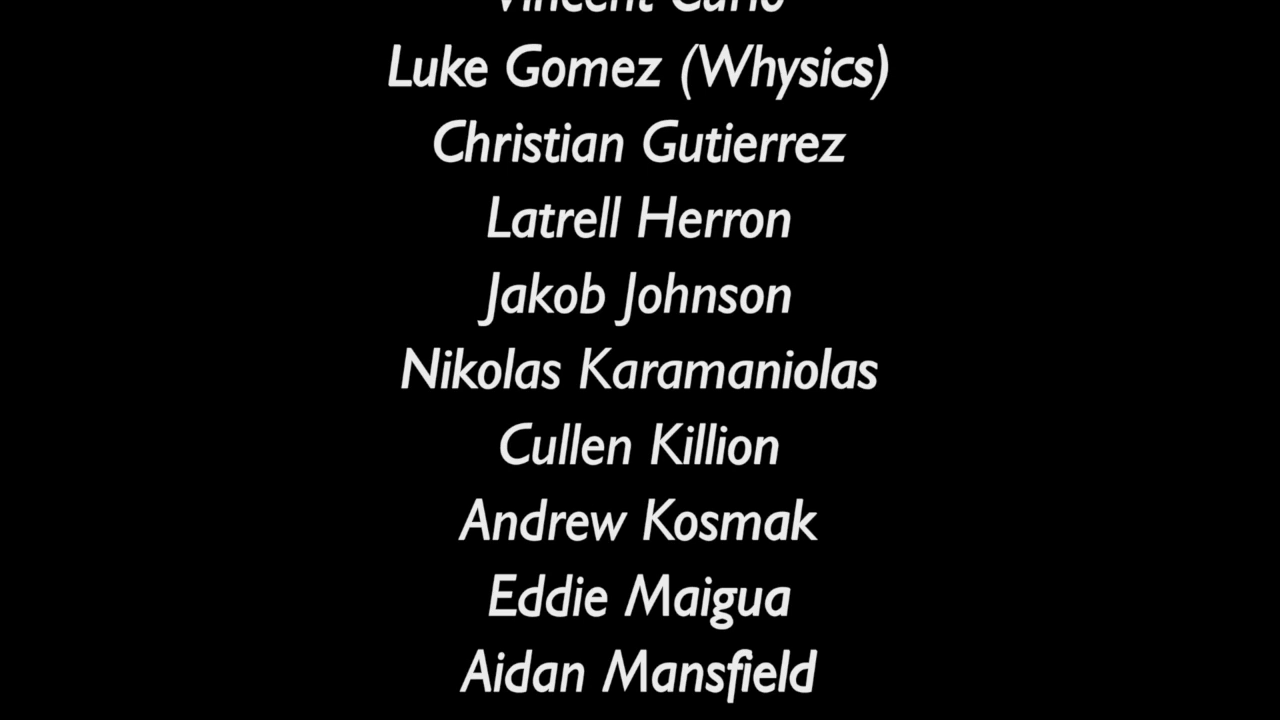 Vincent
Luke Gomez (Whysics)
Christian Gutierrez
Latrell Herron
Jakob Johnson
Nikolas Karamaniolas
Cullen Killion
Andrew Kosmak
Eddie Maigua
Aidan Mansfield